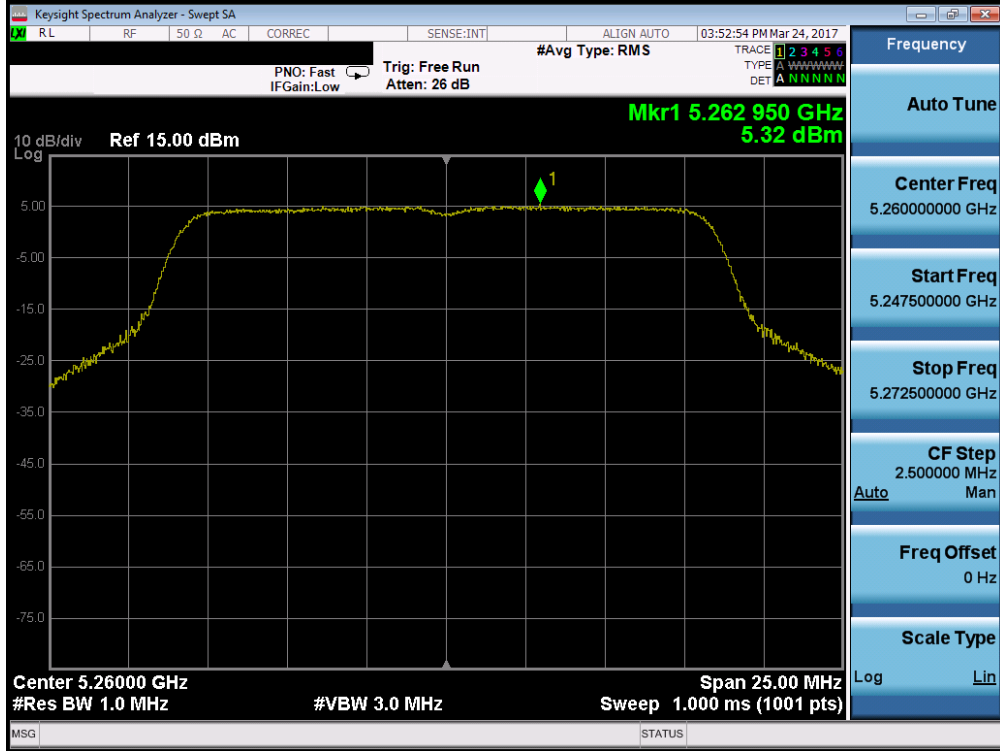 Keysight Spectrum Analyzer - Swept SA
LXI RL RF 50 Ω AC CORREC SENSE:INT ALIGN AUTO 03:52:54 PM Mar 24, 2017
#Avg Type: RMS
TRACE 1 2 3 4 5 6
TYPE A WWWWW
DET A N N N N N
PNO: Fast
IFGain:Low
Trig: Free Run
Atten: 26 dB
Mkr1 5.262 950 GHz
5.32 dBm
10 dB/div Ref 15.00 dBm
Log
1
5.00
-5.00
-15.0
-25.0
-35.0
-45.0
-55.0
-65.0
-75.0
Center 5.26000 GHz Span 25.00 MHz
#Res BW 1.0 MHz #VBW 3.0 MHz Sweep 1.000 ms (1001 pts)
MSG STATUS
Frequency
Auto Tune
Center Freq
5.260000000 GHz
Start Freq
5.247500000 GHz
Stop Freq
5.272500000 GHz
CF Step
2.500000 MHz
Auto Man
Freq Offset
0 Hz
Scale Type
Log Lin